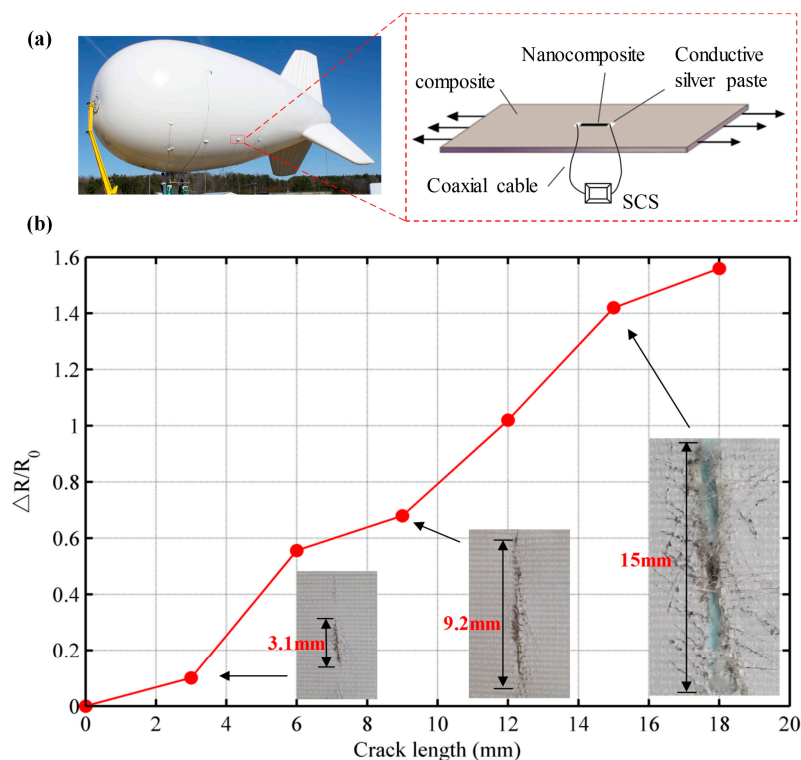 (a)
Nanocomposite
Conductive
silver paste
composite
Coaxial cable
SCS
(b)
1.6
1.4
1.2
1
0.8
0.6
0.4
0.2
0
△R/R0
3.1mm
9.2mm
15mm
0 2 4 6 8 10 12 14 16 18 20
Crack length (mm)